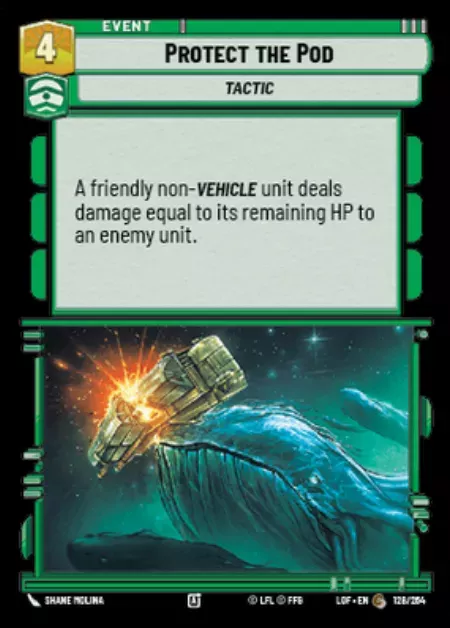 EVENT
4
PROTECT THE POD
TACTIC
A friendly non-VEHICLE unit deals
damage equal to its remaining HP to
an enemy unit.
SHANE MOLINA
A
© LFL © FFG
LOF • EN
128/264